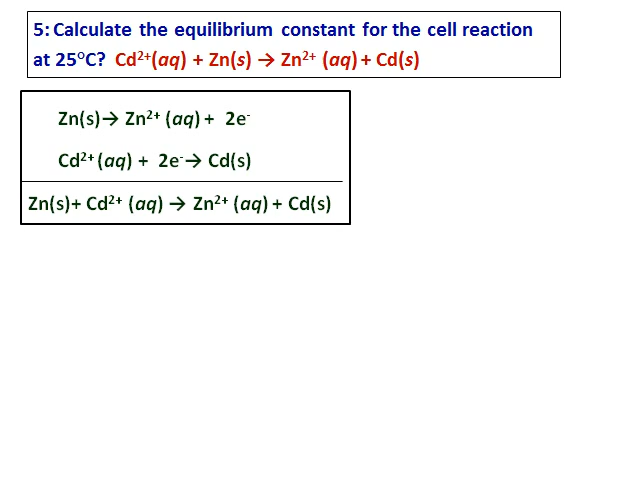 5: Calculate the equilibrium constant for the cell reaction
at 25°C? Cd²⁺(aq) + Zn(s) → Zn²⁺ (aq) + Cd(s)
Zn(s)→ Zn²⁺ (aq) + 2e⁻
Cd²⁺ (aq) + 2e⁻→ Cd(s)
Zn(s)+ Cd²⁺ (aq) → Zn²⁺ (aq) + Cd(s)